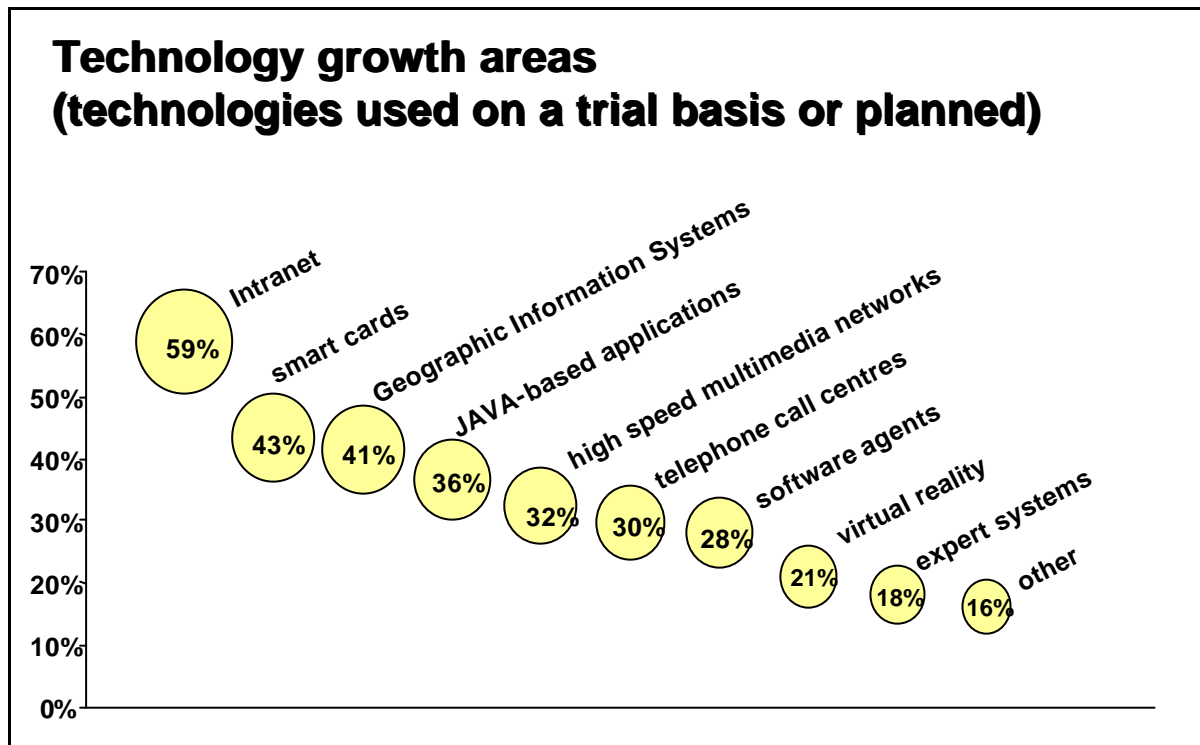 Technology growth areas
(technologies used on a trial basis or planned)
70%
60%
50%
40%
30%
20%
10%
0%
Intranet
59%
smart cards
43%
Geographic Information Systems
41%
JAVA-based applications
36%
high speed multimedia networks
32%
telephone call centres
30%
software agents
28%
virtual reality
21%
expert systems
18%
other
16%